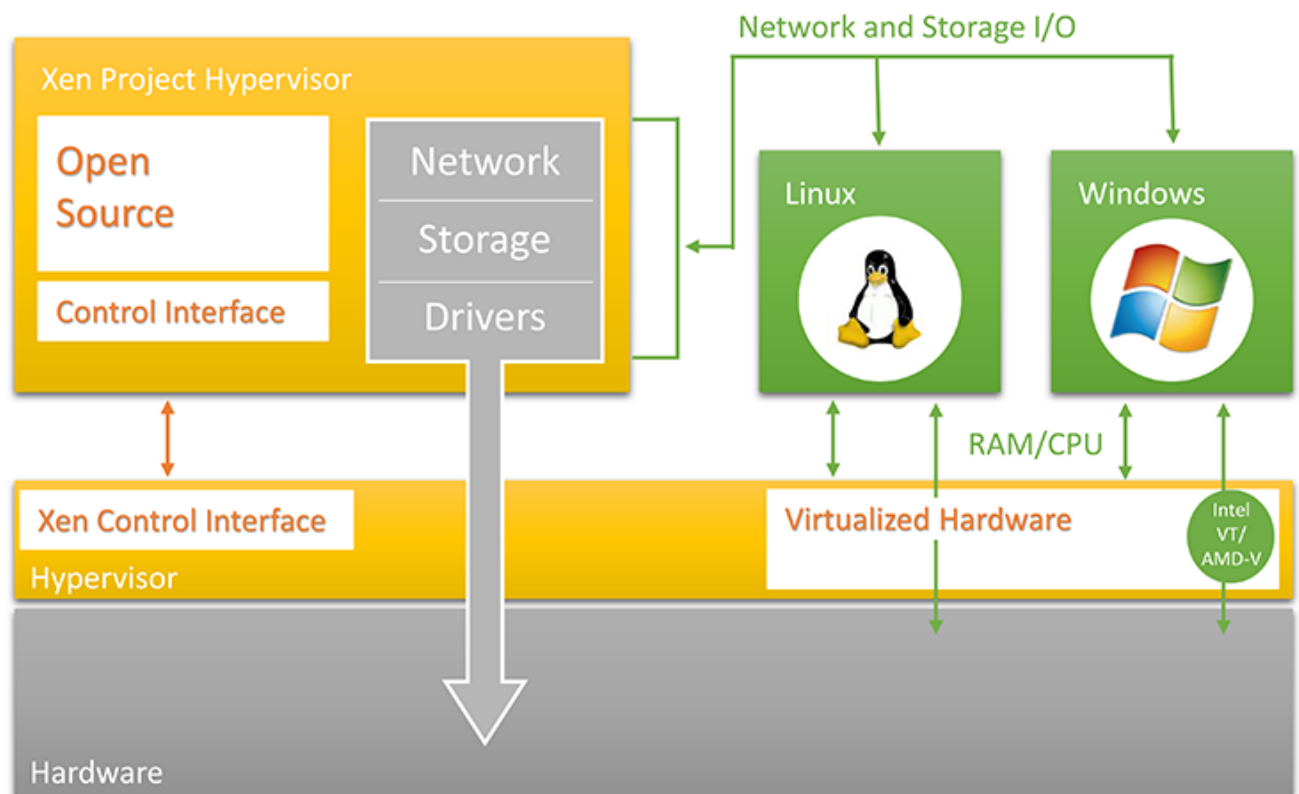 Network and Storage I/O
Xen Project Hypervisor
Open
Source
Control Interface
Network
Storage
Drivers
Linux
Windows
RAM/CPU
Xen Control Interface
Hypervisor
Virtualized Hardware
Intel
VT/
AMD-V
Hardware